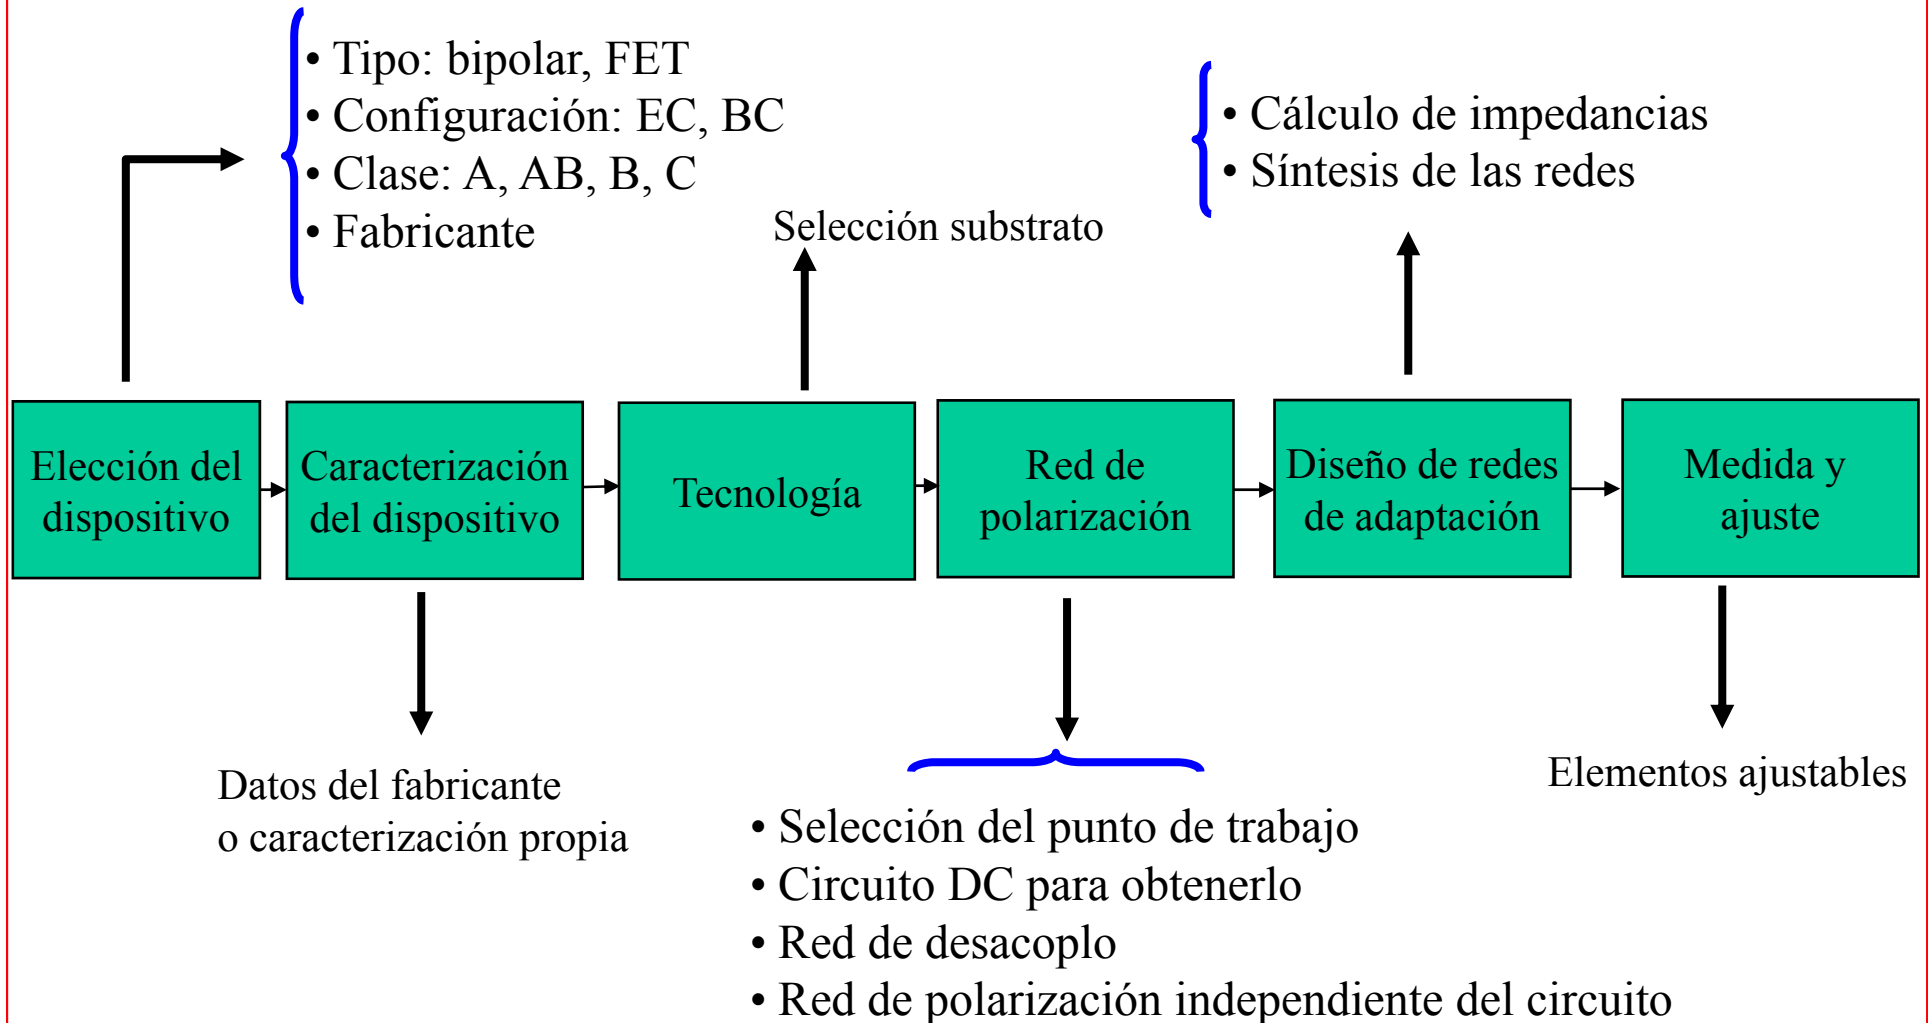 • Tipo: bipolar, FET
• Configuración: EC, BC
• Clase: A, AB, B, C
• Fabricante
Selección substrato
• Cálculo de impedancias
• Síntesis de las redes
Elección del
dispositivo
Caracterización
del dispositivo
Tecnología
Red de
polarización
Diseño de redes
de adaptación
Medida y
ajuste
Datos del fabricante
o caracterización propia
• Selección del punto de trabajo
• Circuito DC para obtenerlo
• Red de desacoplo
• Red de polarización independiente del circuito
Elementos ajustables